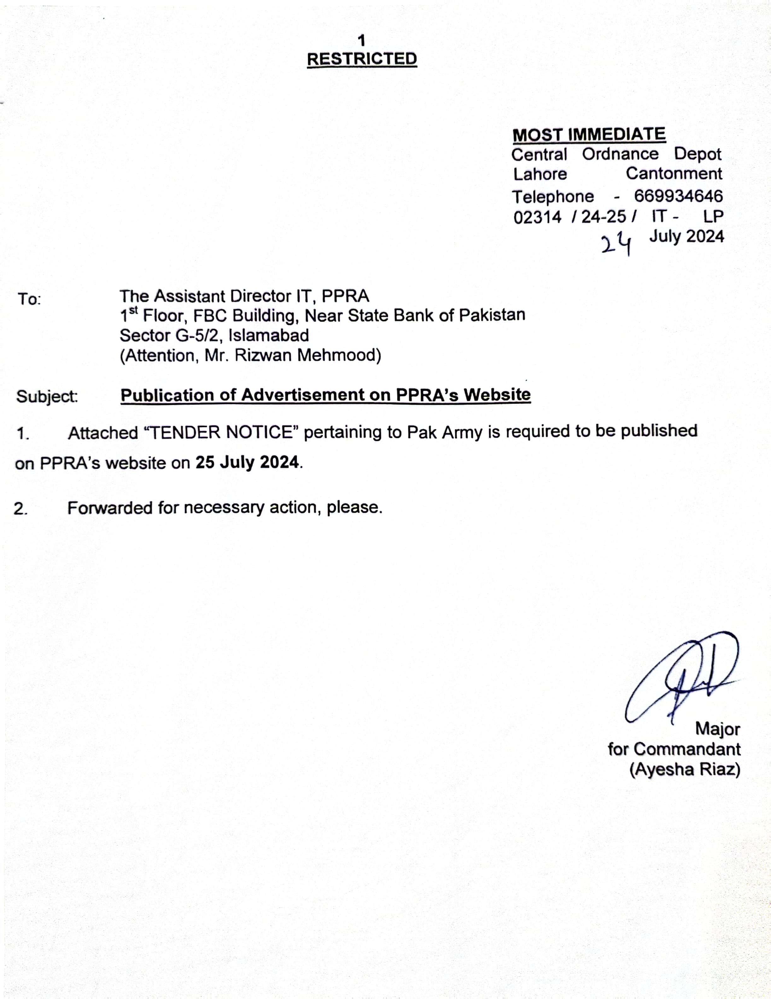 1
RESTRICTED
MOST IMMEDIATE
Central Ordnance Depot
Lahore Cantonment
Telephone - 669934646
02314 / 24-25 / IT - LP
24 July 2024
To: The Assistant Director IT, PPRA
1st Floor, FBC Building, Near State Bank of Pakistan
Sector G-5/2, Islamabad
(Attention, Mr. Rizwan Mehmood)
Subject: Publication of Advertisement on PPRA's Website
1. Attached “TENDER NOTICE” pertaining to Pak Army is required to be published
on PPRA's website on 25 July 2024.
2. Forwarded for necessary action, please.
Major
for Commandant
(Ayesha Riaz)